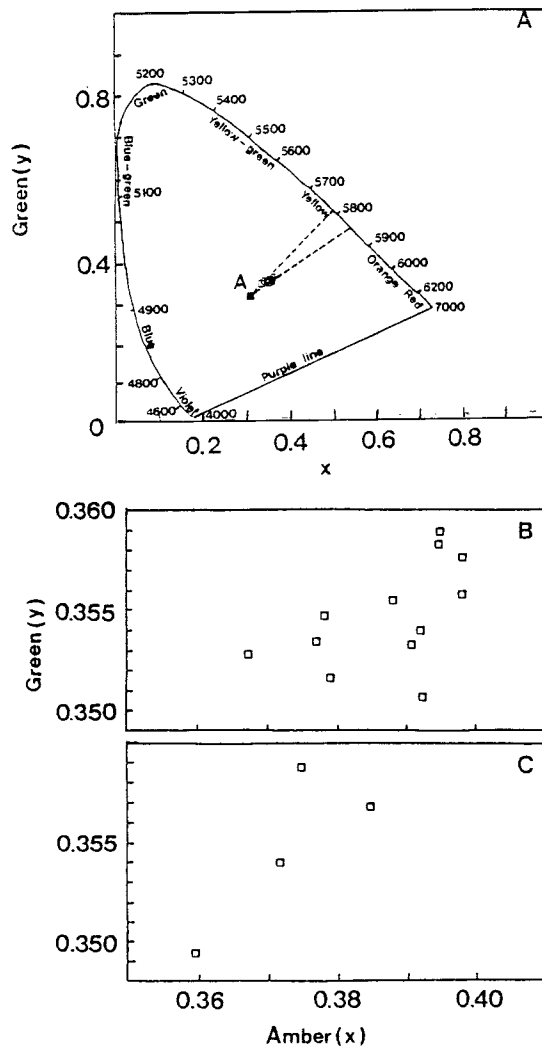 A
5200
5300
Green
5400
0.8
5500
Yellow-green
5600
Blue-green
5700
Yellow
5800
5100
Green(y)
5900
0.4
6000
Orange Red
6200
A
7000
4900
Blue
Purple line
4800
Violet
4600
4000
0
0.2
0.4
0.6
0.8
x
0.360
B
0.355
0.350
Green(y)
C
0.355
0.350
0.36
0.38
0.40
Amber(x)